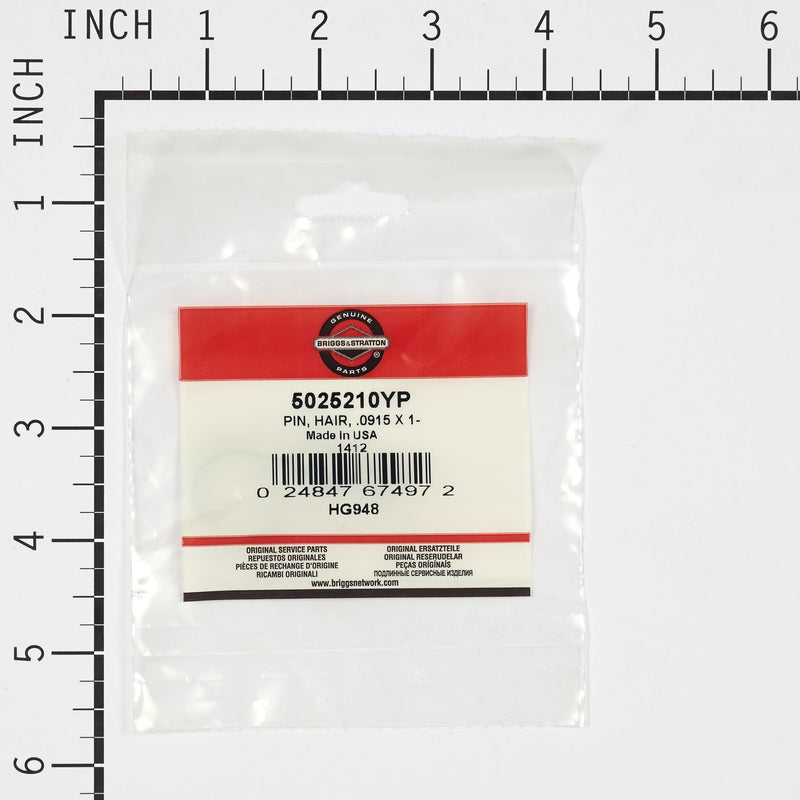 INCH 1 2 3 4 5 6
INCH
1
2
3
4
5
6
GENUINE
BRIGGS&STRATTON
®
PARTS
5025210YP
PIN, HAIR, .0915 X 1-
Made In USA
1412
0 24847 67497 2
HG948
ORIGINAL SERVICE PARTS
REPUESTOS ORIGINALES
PIÈCES DE RECHANGE D'ORIGINE
RICAMBI ORIGINALI
ORIGINAL ERSATZTEILE
ORIGINAL RESERUDELAR
PEÇAS ORIGÍNAIS
ПОДЛИННЫЕ СЕРВИСНЫЕ ИЗДЕЛИЯ
www.briggsnetwork.com